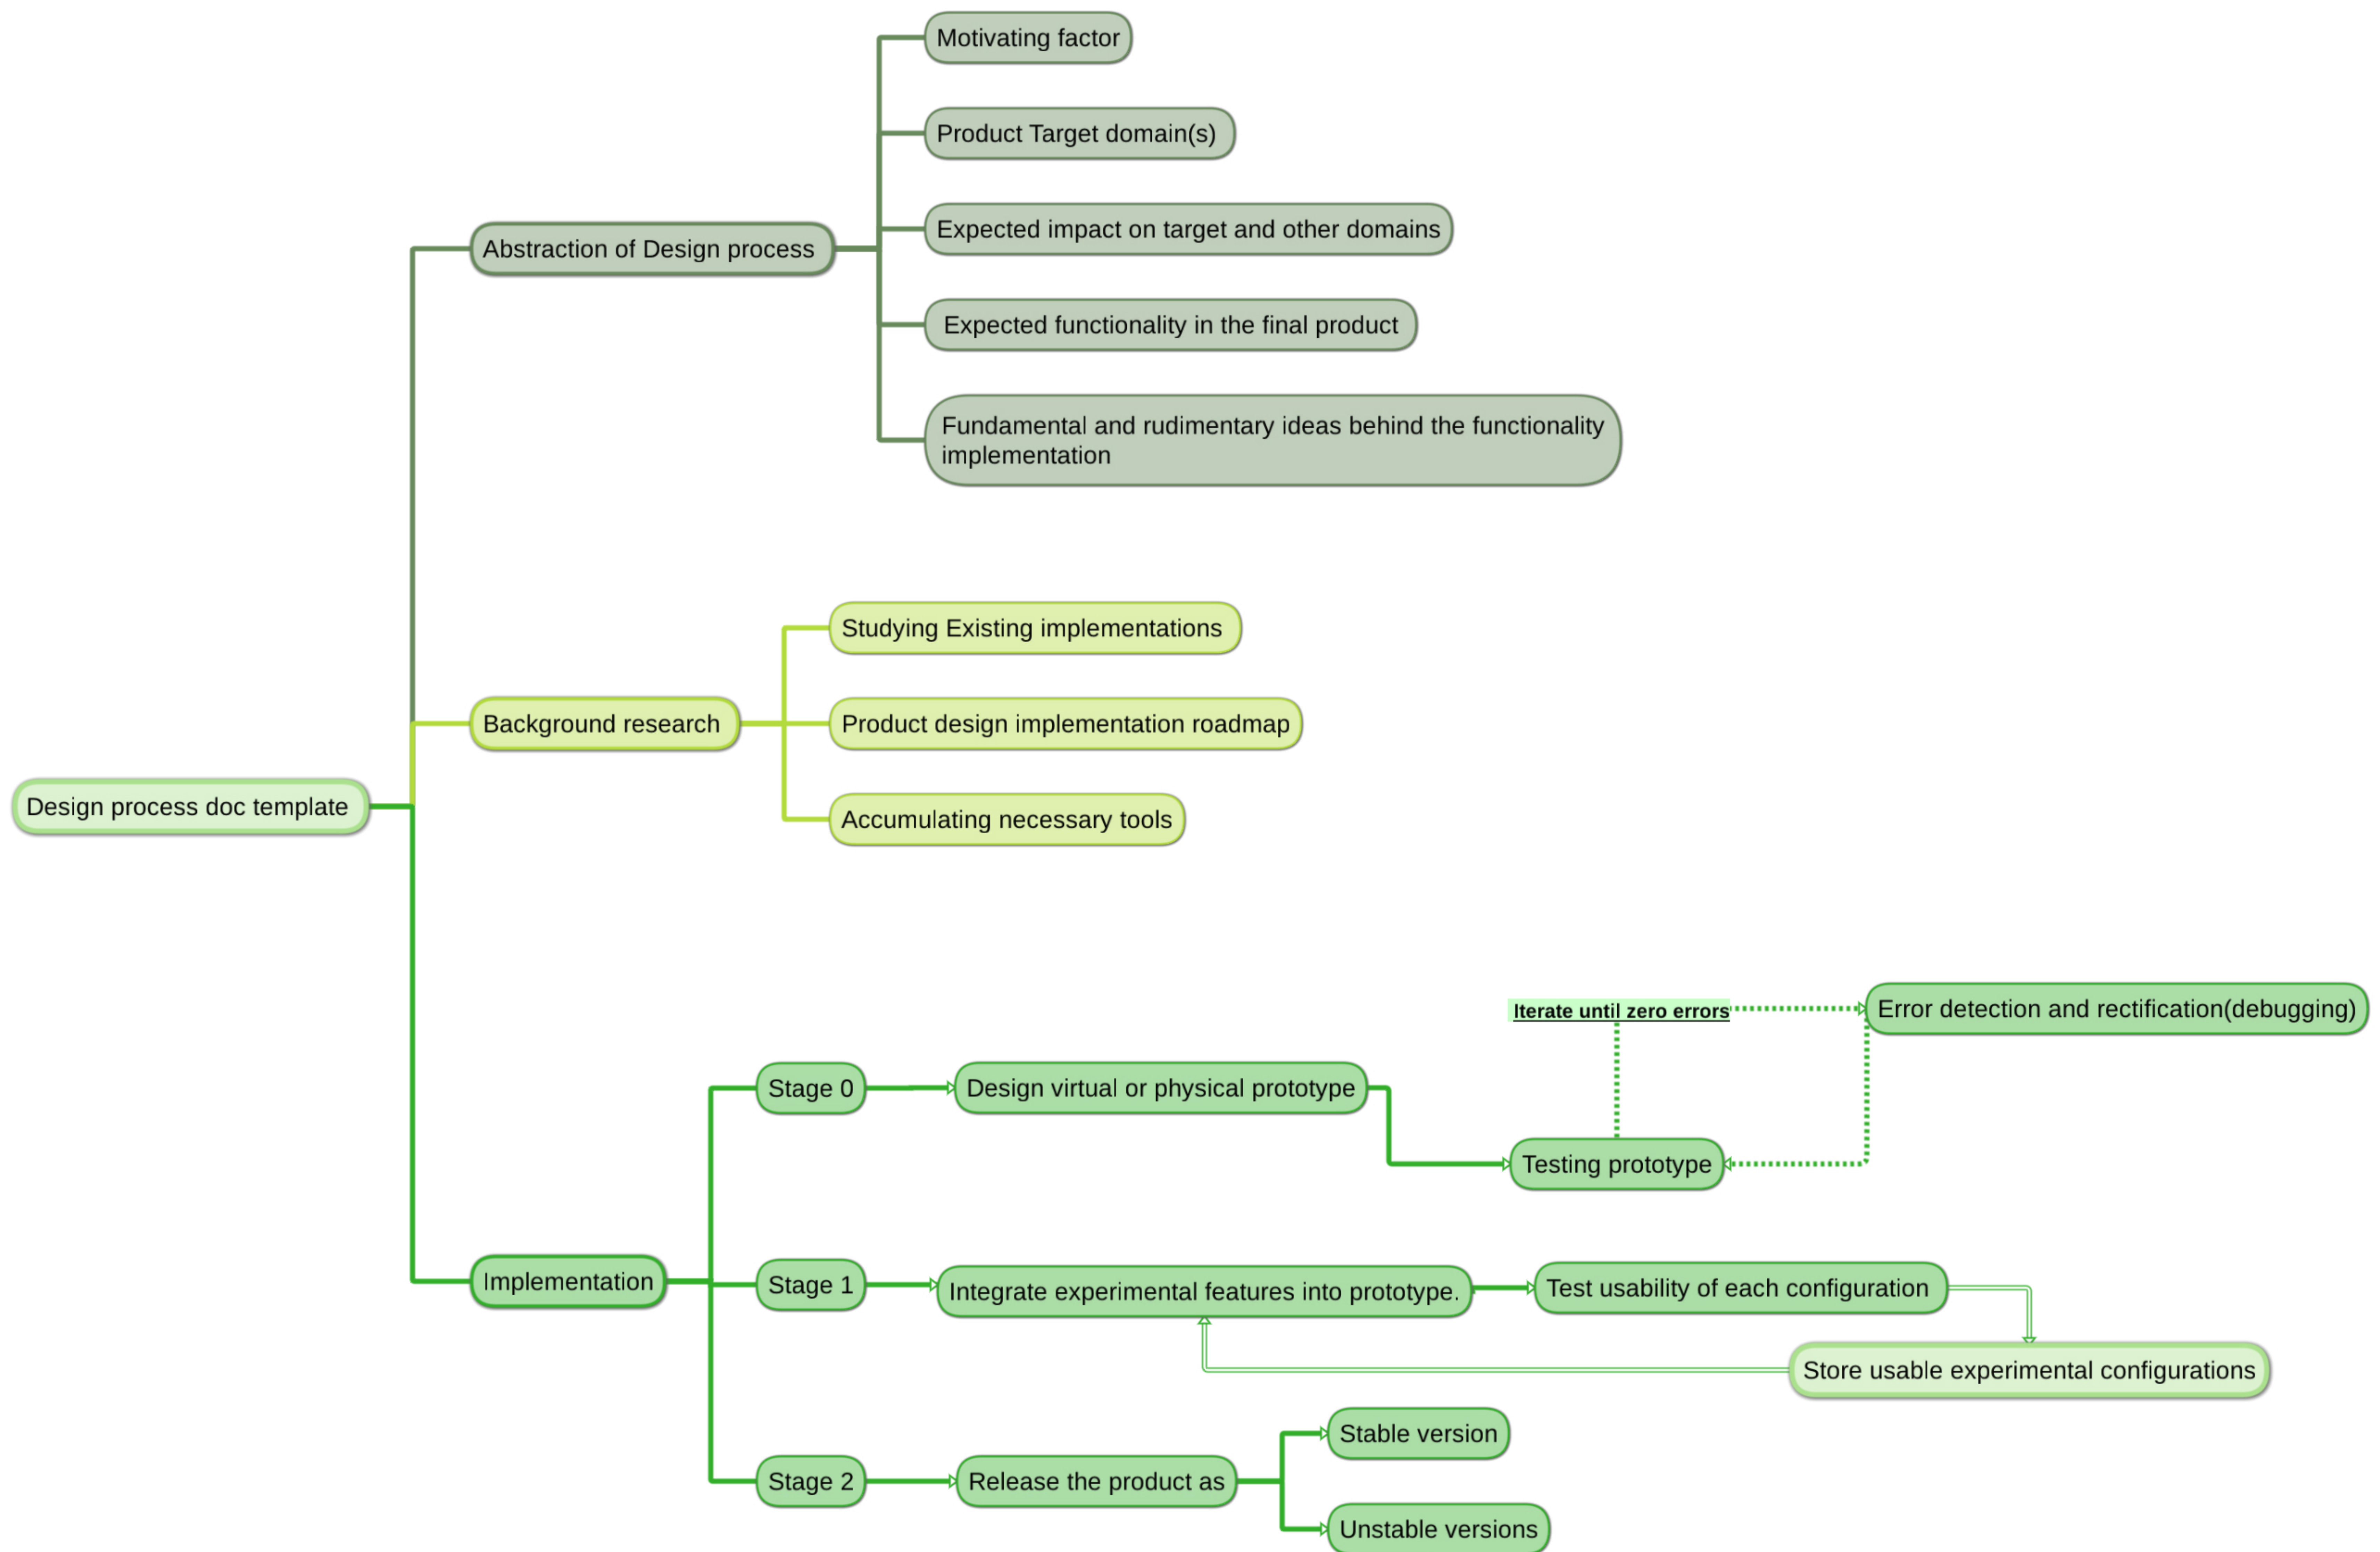 Motivating factor
Product Target domain(s)
Abstraction of Design process
Expected impact on target and other domains
Expected functionality in the final product
Fundamental and rudimentary ideas behind the functionality
implementation
Design process doc template
Background research
Studying Existing implementations
Product design implementation roadmap
Accumulating necessary tools
Implementation
Stage 0
Design virtual or physical prototype
Testing prototype
Iterate until zero errors
Error detection and rectification(debugging)
Stage 1
Integrate experimental features into prototype.
Test usability of each configuration
Store usable experimental configurations
Stage 2
Release the product as
Stable version
Unstable versions